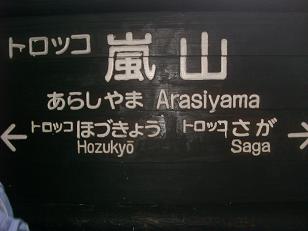 トロッコ 嵐山
あらしやま Arasiyama
← トロッコ ほづきょう トロッコ さが →
Hozukyō Saga